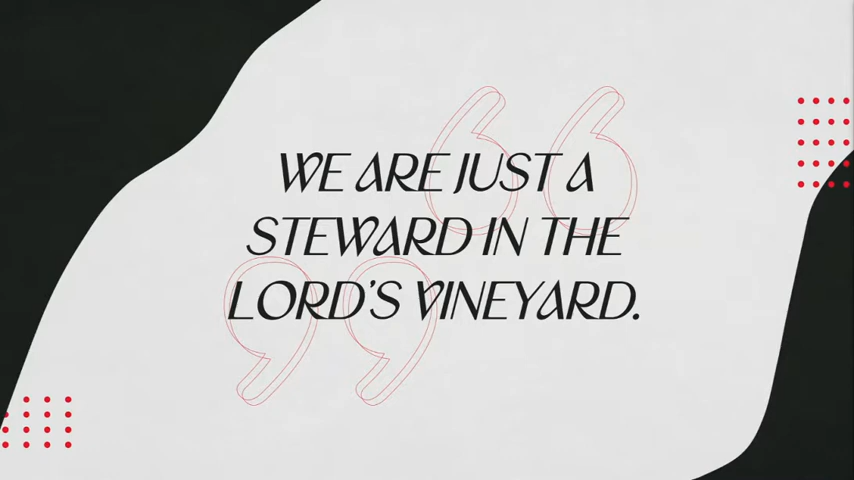 WE ARE JUST A
STEWARD IN THE
LORD'S VINEYARD.